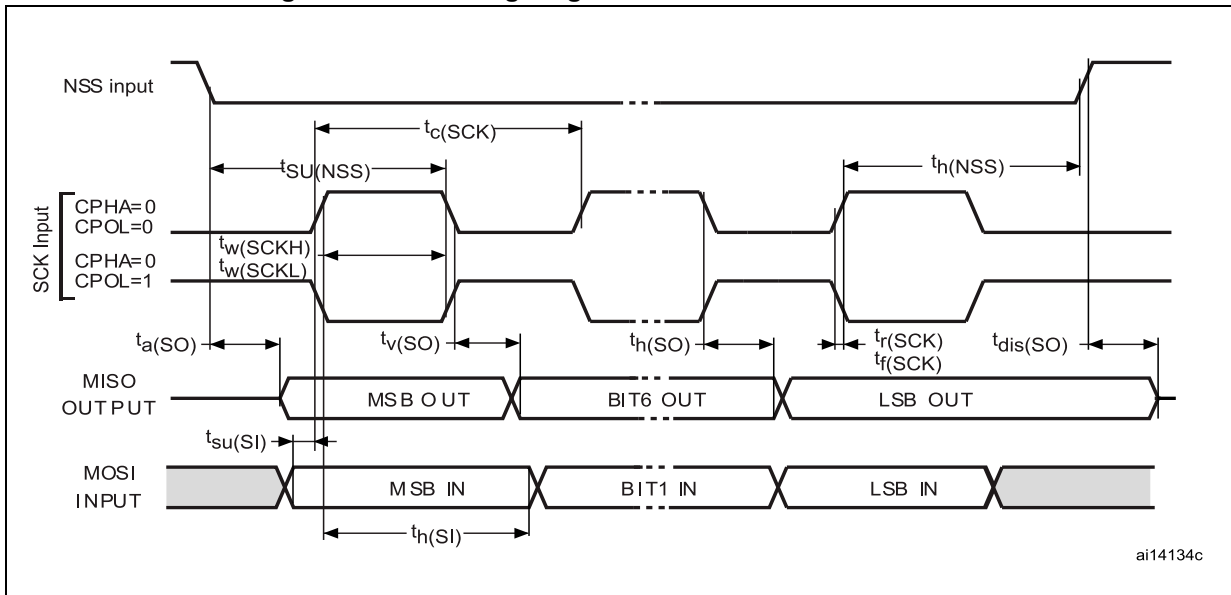 NSS input
tc(SCK)
tSU(NSS)
th(NSS)
SCK Input
CPHA=0
CPOL=0
tw(SCKH)
CPHA=0
tw(SCKL)
CPOL=1
ta(SO)
tv(SO)
th(SO)
tr(SCK)
tf(SCK)
tdis(SO)
MISO
OUTPUT
MSB OUT
BIT6 OUT
LSB OUT
tsu(SI)
MOSI
INPUT
MSB IN
BIT1 IN
LSB IN
th(SI)
ai14134c